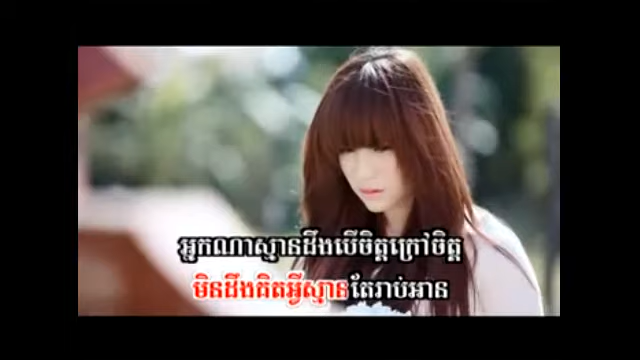 អ្នកណាស្មានដឹងបើចិត្តក្រៅចិត្ត
មិនដឹងគិតអ្វីស្មានតែរាប់អាន